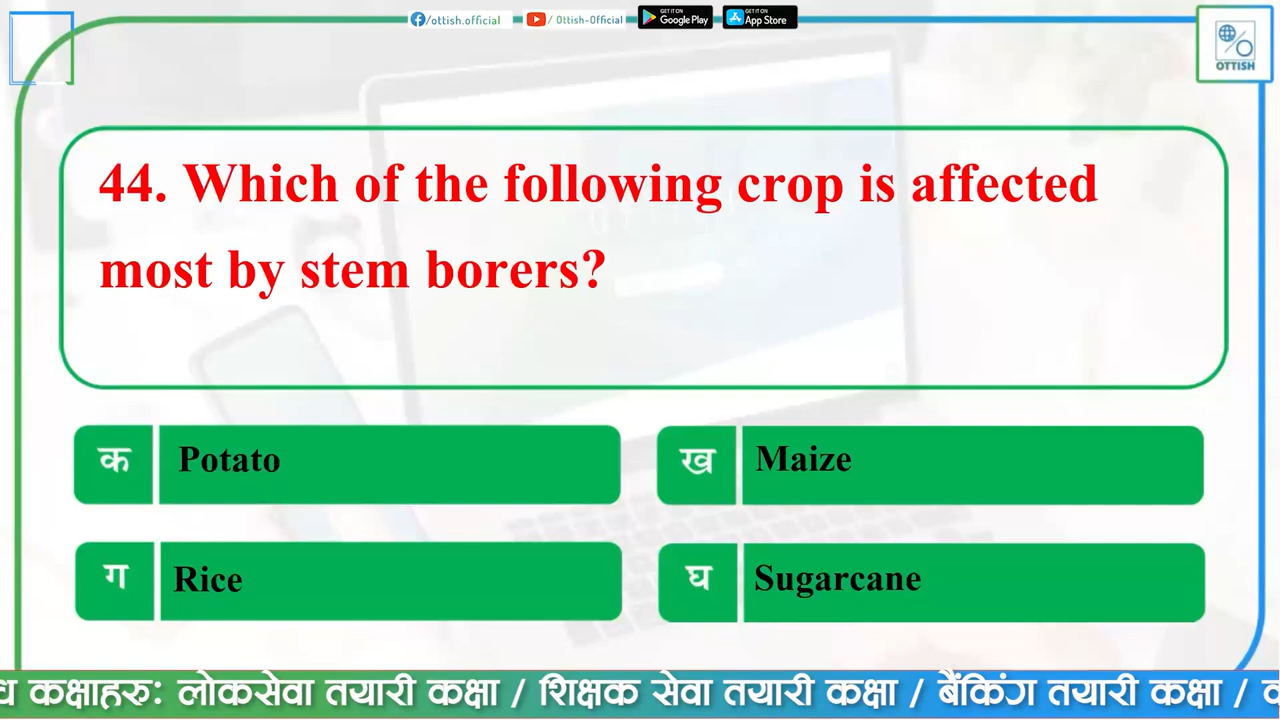 /ottish.official
/ Ottish-Official
GET IT ON
Google Play
GET IT ON
App Store
OTTISH
44. Which of the following crop is affected
most by stem borers?
क Potato
ख Maize
ग Rice
घ Sugarcane
कक्षाहरुः लोकसेवा तयारी कक्षा / शिक्षक सेवा तयारी कक्षा / बैंकिंग तयारी कक्षा /